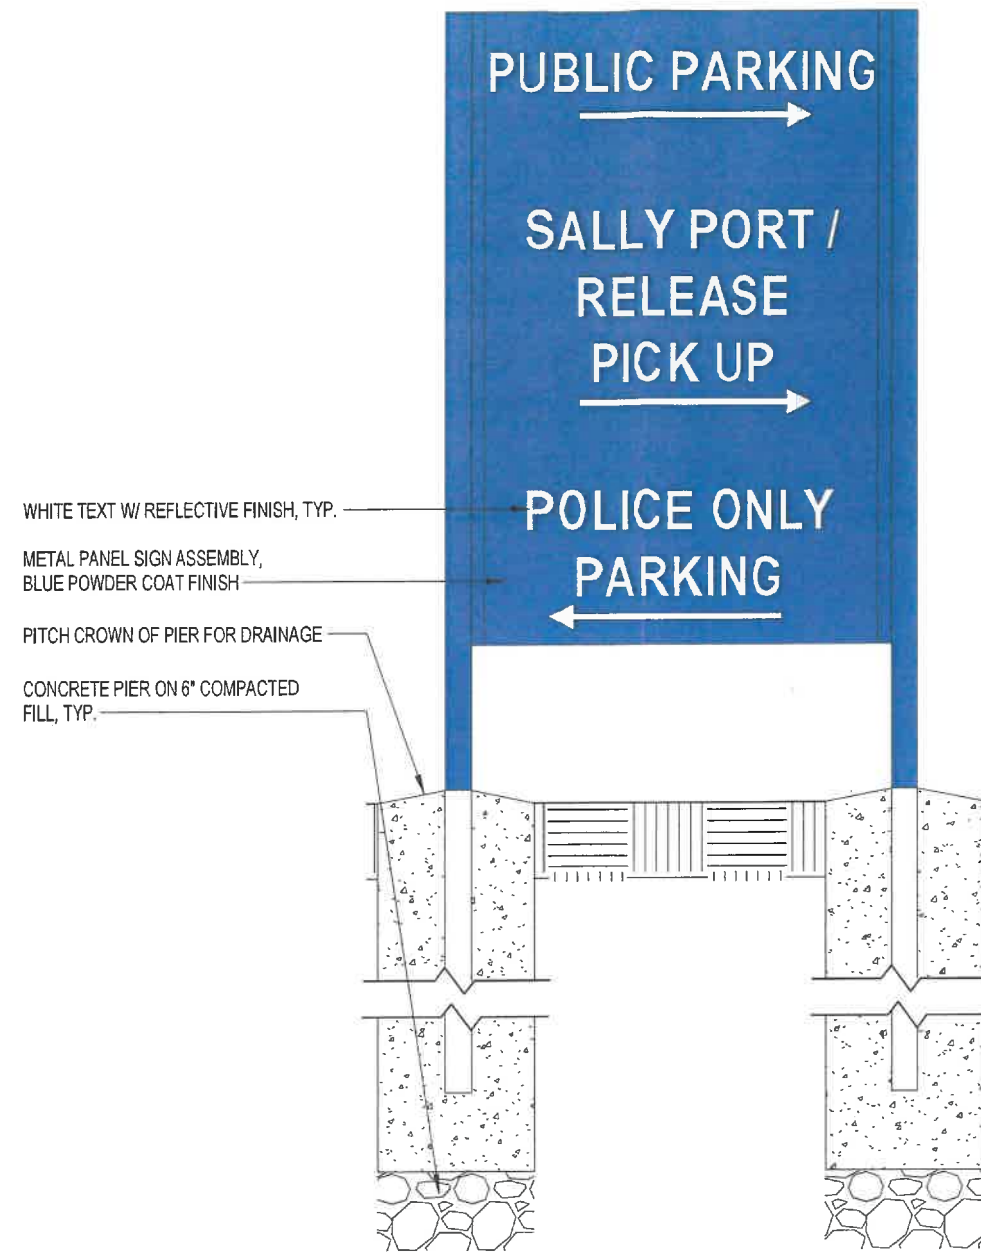 PUBLIC PARKING
SALLY PORT /
RELEASE
PICK UP
POLICE ONLY
PARKING
WHITE TEXT W/ REFLECTIVE FINISH, TYP.
METAL PANEL SIGN ASSEMBLY,
BLUE POWDER COAT FINISH
PITCH CROWN OF PIER FOR DRAINAGE
CONCRETE PIER ON 6" COMPACTED
FILL, TYP.